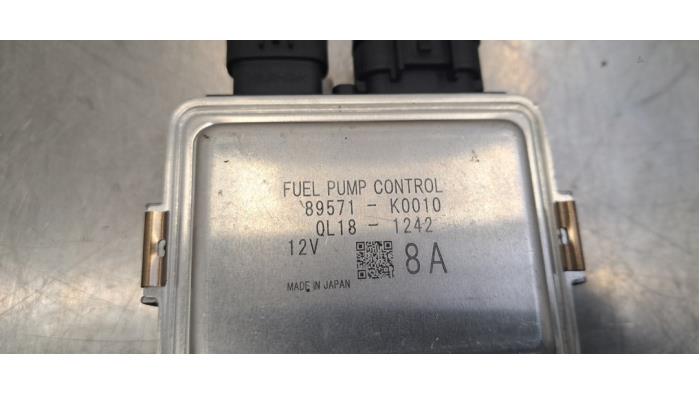 FUEL PUMP CONTROL
89571 - K0010
QL18 - 1242
12V
8A
MADE IN JAPAN